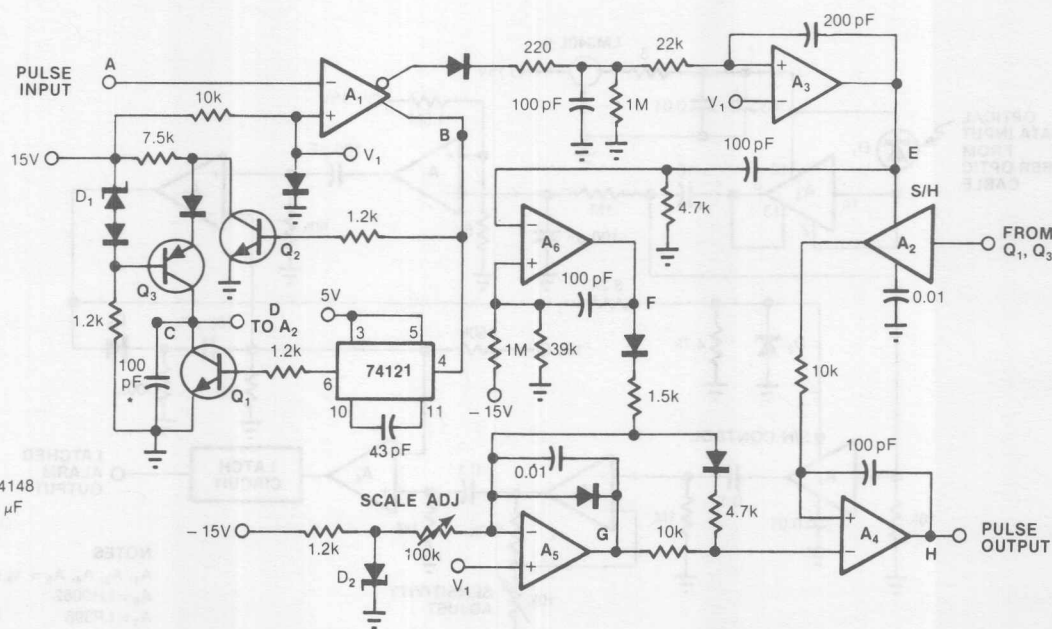 PULSE INPUT
A
10k
15V
7.5k
D1
Q3
1.2k
C
100 pF
*
D
TO A2
Q2
1.2k
Q1
1.2k
5V
3
5
4
6
74121
10
11
43 pF
A1
−
+
B
V1
220
22k
100 pF
1M
V1
A3
+
−
200 pF
E
100 pF
4.7k
A6
−
+
100 pF
F
1M
39k
−15V
1.5k
S/H
A2
FROM
Q1, Q3
0.01
10k
100 pF
4148
µF
−15V
1.2k
D2
SCALE ADJ
100k
0.01
V1
A5
−
+
G
10k
4.7k
A4
+
−
H
PULSE
OUTPUT